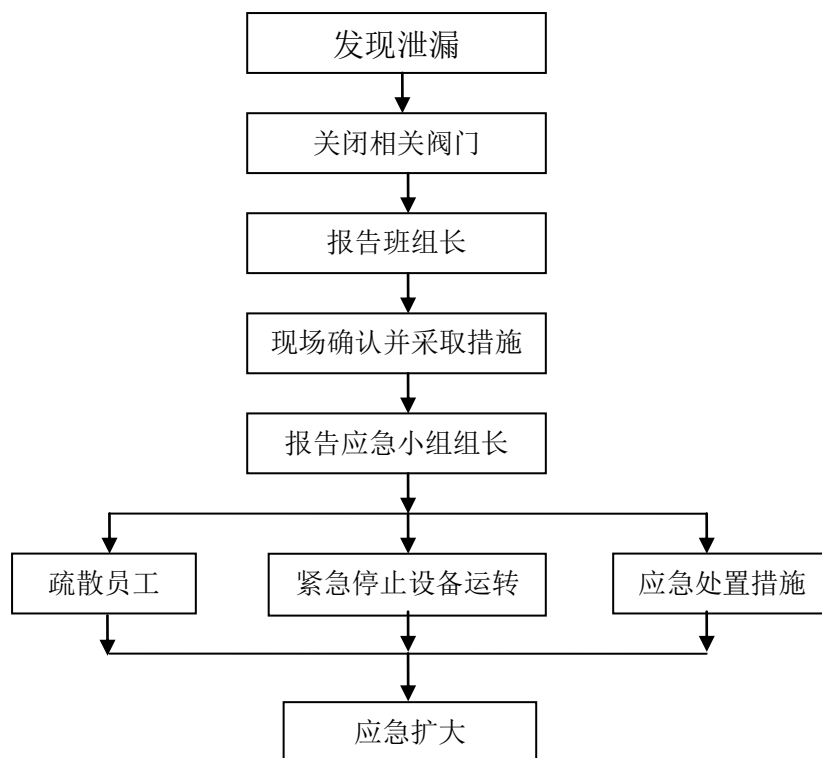 发现泄漏
关闭相关阀门
报告班组长
现场确认并采取措施
报告应急小组组长
疏散员工
紧急停止设备运转
应急处置措施
应急扩大